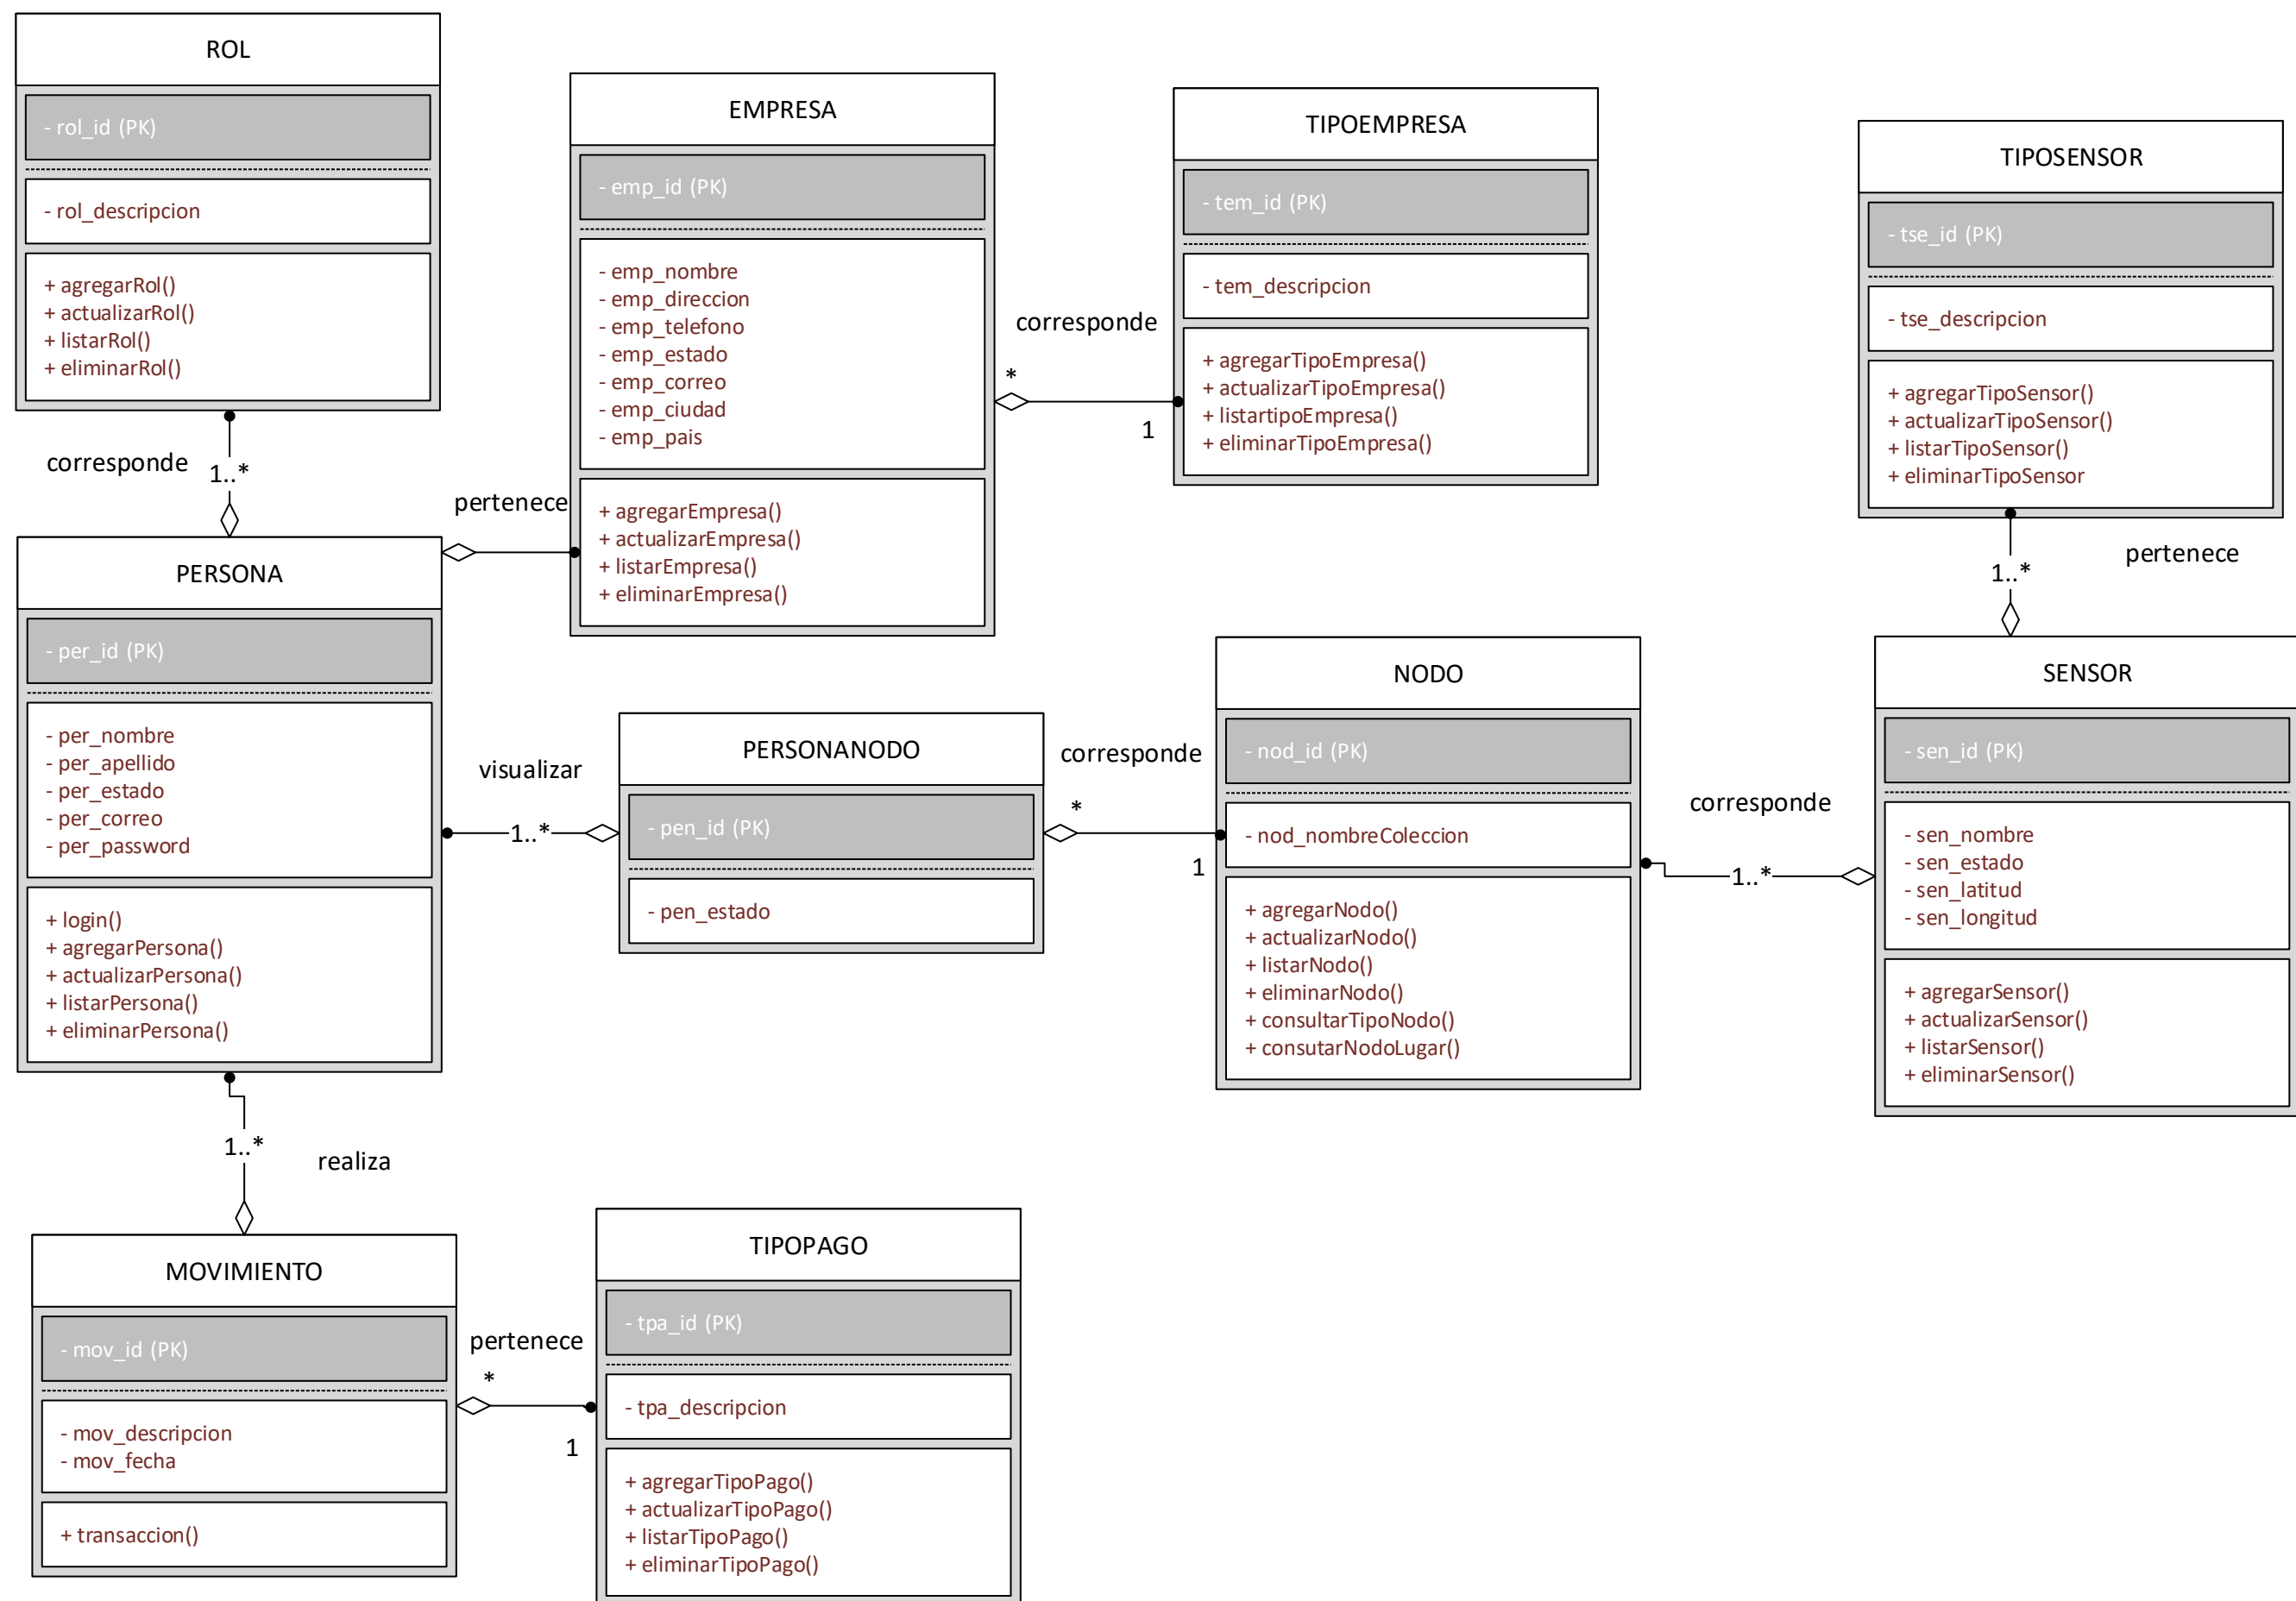 ROL
- rol_id (PK)
- rol_descripcion
+ agregarRol()
+ actualizarRol()
+ listarRol()
+ eliminarRol()
corresponde
1..*
EMPRESA
- emp_id (PK)
- emp_nombre
- emp_direccion
- emp_telefono
- emp_estado
- emp_correo
- emp_ciudad
- emp_pais
+ agregarEmpresa()
+ actualizarEmpresa()
+ listarEmpresa()
+ eliminarEmpresa()
pertenece
corresponde
*
1
TIPOEMPRESA
- tem_id (PK)
- tem_descripcion
+ agregarTipoEmpresa()
+ actualizarTipoEmpresa()
+ listartipoEmpresa()
+ eliminarTipoEmpresa()
TIPOSENSOR
- tse_id (PK)
- tse_descripcion
+ agregarTipoSensor()
+ actualizarTipoSensor()
+ listarTipoSensor()
+ eliminarTipoSensor
pertenece
1..*
PERSONA
- per_id (PK)
- per_nombre
- per_apellido
- per_estado
- per_correo
- per_password
+ login()
+ agregarPersona()
+ actualizarPersona()
+ listarPersona()
+ eliminarPersona()
visualizar
1..*
PERSONANODO
- pen_id (PK)
- pen_estado
corresponde
*
1
NODO
- nod_id (PK)
- nod_nombreColeccion
+ agregarNodo()
+ actualizarNodo()
+ listarNodo()
+ eliminarNodo()
+ consultarTipoNodo()
+ consutarNodoLugar()
corresponde
1..*
SENSOR
- sen_id (PK)
- sen_nombre
- sen_estado
- sen_latitud
- sen_longitud
+ agregarSensor()
+ actualizarSensor()
+ listarSensor()
+ eliminarSensor()
1..*
realiza
MOVIMIENTO
- mov_id (PK)
- mov_descripcion
- mov_fecha
+ transaccion()
pertenece
*
1
TIPOPAGO
- tpa_id (PK)
- tpa_descripcion
+ agregarTipoPago()
+ actualizarTipoPago()
+ listarTipoPago()
+ eliminarTipoPago()